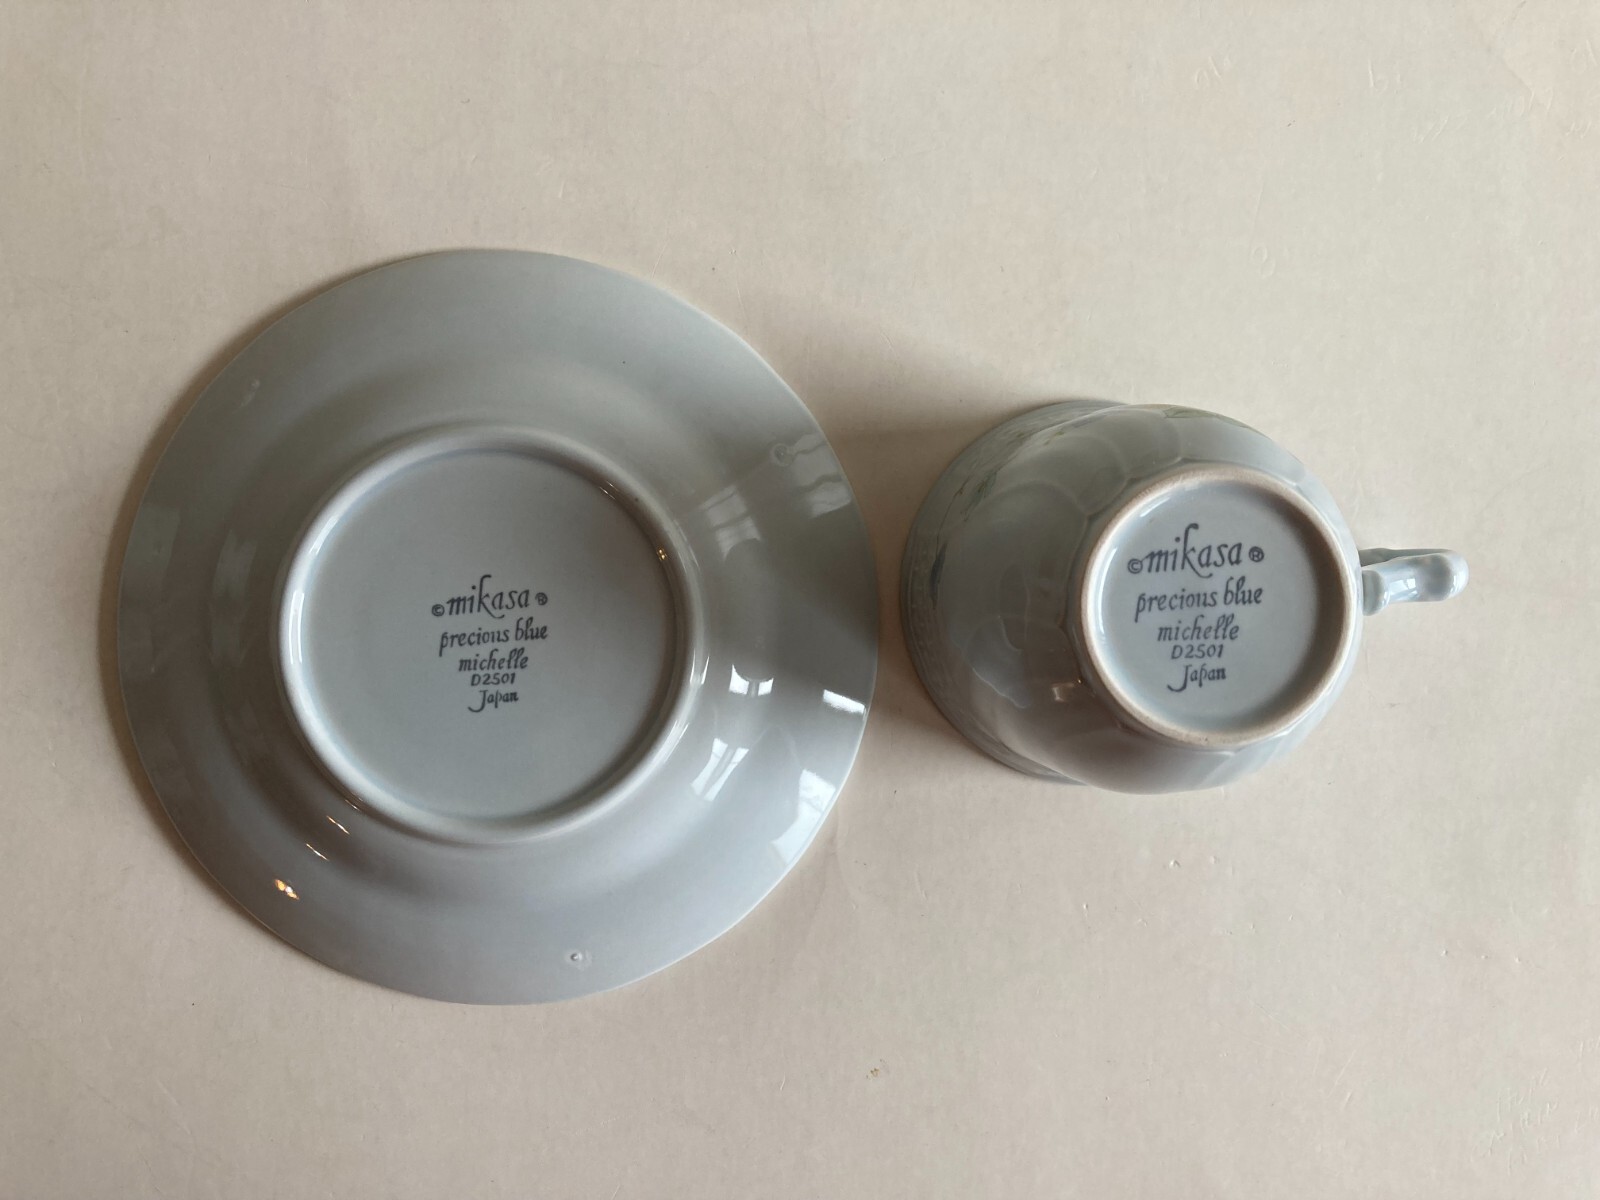 ©mikasa®
precious blue
michelle
D2501
Japan
©mikasa®
precious blue
michelle
D2501
Japan